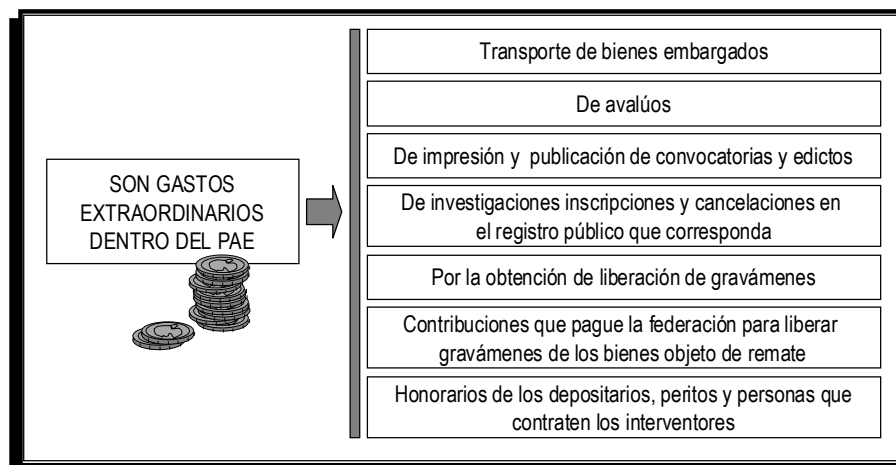 SON GASTOS
EXTRAORDINARIOS
DENTRO DEL PAE
Transporte de bienes embargados
De avalúos
De impresión y publicación de convocatorias y edictos
De investigaciones inscripciones y cancelaciones en
el registro público que corresponda
Por la obtención de liberación de gravámenes
Contribuciones que pague la federación para liberar
gravámenes de los bienes objeto de remate
Honorarios de los depositarios, peritos y personas que
contraten los interventores